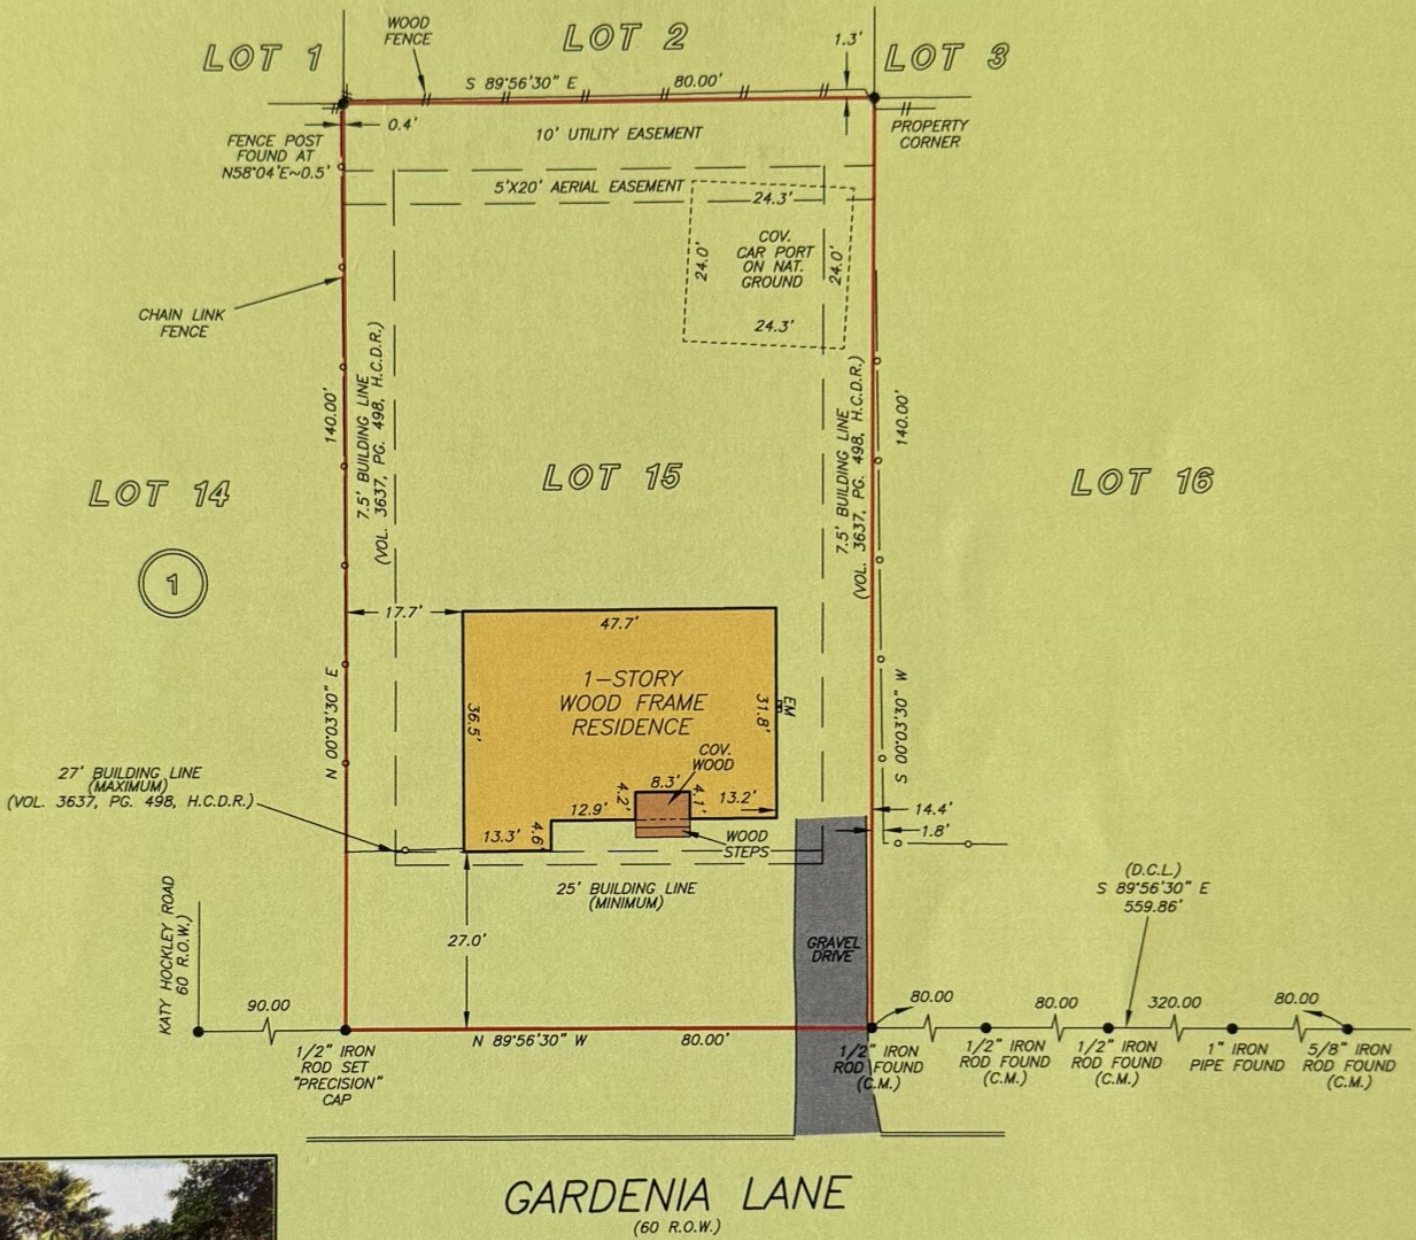 LOT 1
WOOD
FENCE
LOT 2
1.3'
LOT 3
S 89°56'30" E
80.00'
0.4'
FENCE POST
FOUND AT
N58°04'E~0.5'
10' UTILITY EASEMENT
PROPERTY
CORNER
5'X20' AERIAL EASEMENT
24.3'
COV.
CAR PORT
ON NAT.
GROUND
24.0'
24.0'
24.3'
CHAIN LINK
FENCE
140.00'
7.5' BUILDING LINE
(VOL. 3637, PG. 498, H.C.D.R.)
7.5' BUILDING LINE
(VOL. 3637, PG. 498, H.C.D.R.)
140.00'
LOT 14
LOT 15
LOT 16
1
17.7'
47.7'
1-STORY
WOOD FRAME
RESIDENCE
36.5'
31.8'
EM
N 00°03'30" E
S 00°03'30" W
COV.
WOOD
8.3'
4.2'
4.1'
13.2'
12.9'
13.3'
4.6'
WOOD
STEPS
27' BUILDING LINE
(MAXIMUM)
(VOL. 3637, PG. 498, H.C.D.R.)
14.4'
1.8'
25' BUILDING LINE
(MINIMUM)
(D.C.L.)
S 89°56'30" E
559.86'
KATY HOCKLEY ROAD
60 R.O.W.)
27.0'
GRAVEL
DRIVE
90.00
80.00
80.00
320.00
80.00
N 89°56'30" W
80.00'
1/2" IRON
ROD SET
"PRECISION"
CAP
1/2" IRON
ROD FOUND
(C.M.)
1/2" IRON
ROD FOUND
(C.M.)
1/2" IRON
ROD FOUND
(C.M.)
1" IRON
PIPE FOUND
5/8" IRON
ROD FOUND
(C.M.)
GARDENIA LANE
(60 R.O.W.)